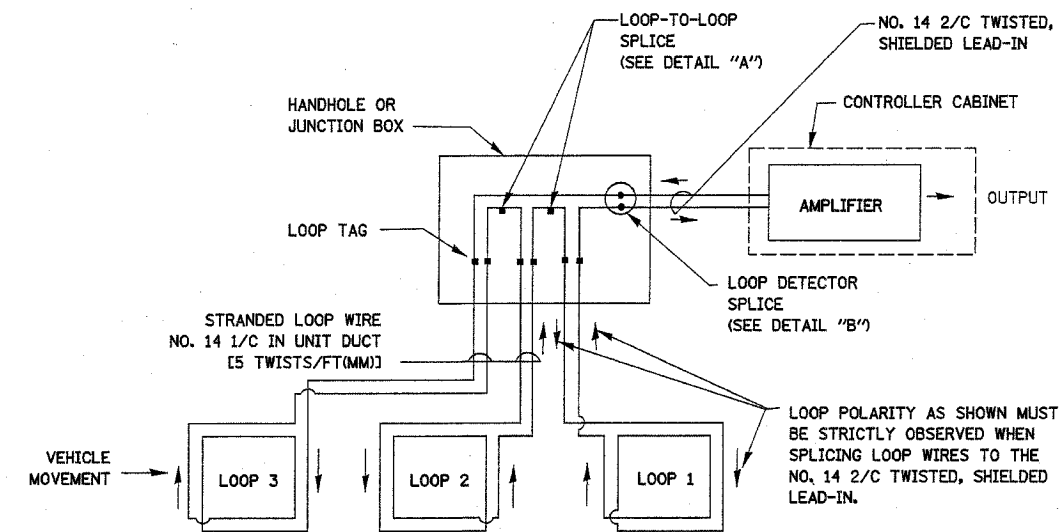 LOOP-TO-LOOP
SPLICE
(SEE DETAIL "A")
NO. 14 2/C TWISTED,
SHIELDED LEAD-IN
HANDHOLE OR
JUNCTION BOX
CONTROLLER CABINET
AMPLIFIER
OUTPUT
LOOP TAG
LOOP DETECTOR
SPLICE
(SEE DETAIL "B")
STRANDED LOOP WIRE
NO. 14 1/C IN UNIT DUCT
[5 TWISTS/FT(MM)]
LOOP POLARITY AS SHOWN MUST
BE STRICTLY OBSERVED WHEN
SPLICING LOOP WIRES TO THE
NO. 14 2/C TWISTED, SHIELDED
LEAD-IN.
VEHICLE
MOVEMENT
LOOP 3
LOOP 2
LOOP 1